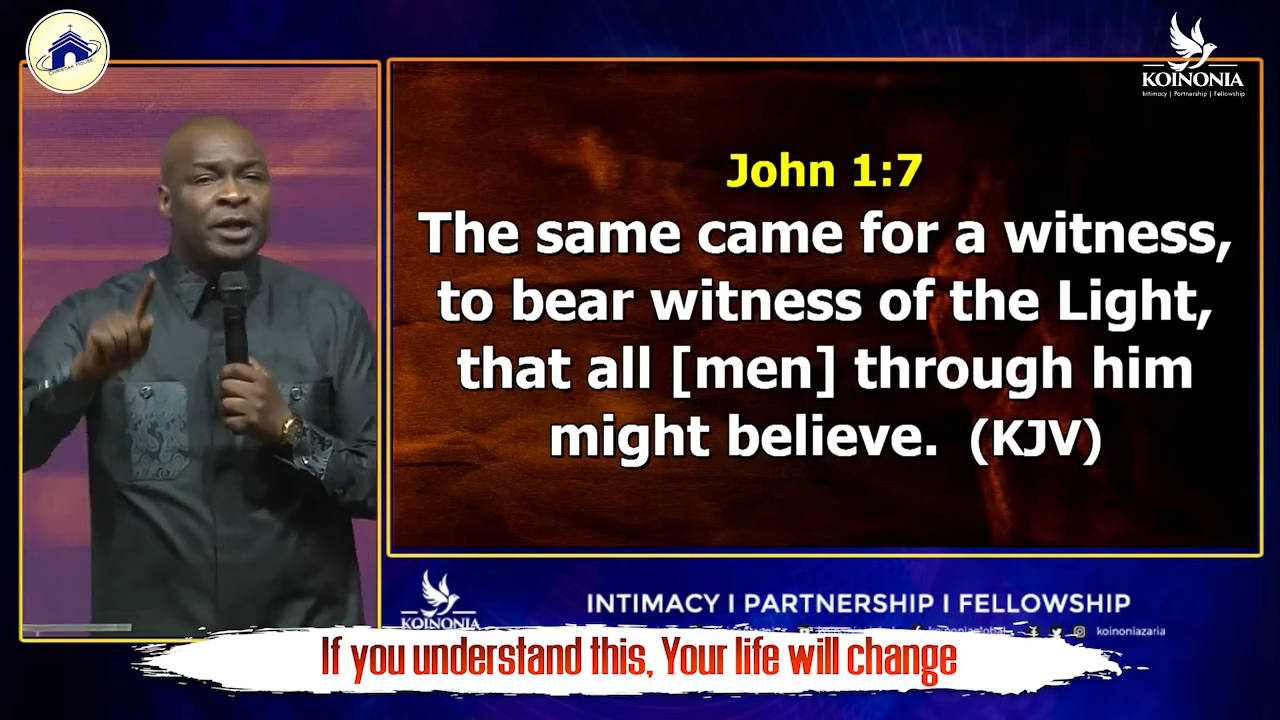 CHRISTIAN HOUSE
KOINONIA
Intimacy | Partnership | Fellowship
John 1:7
The same came for a witness,
to bear witness of the Light,
that all [men] through him
might believe. (KJV)
KOINONIA
INTIMACY I PARTNERSHIP I FELLOWSHIP
koinoniazaria
If you understand this, Your life will change